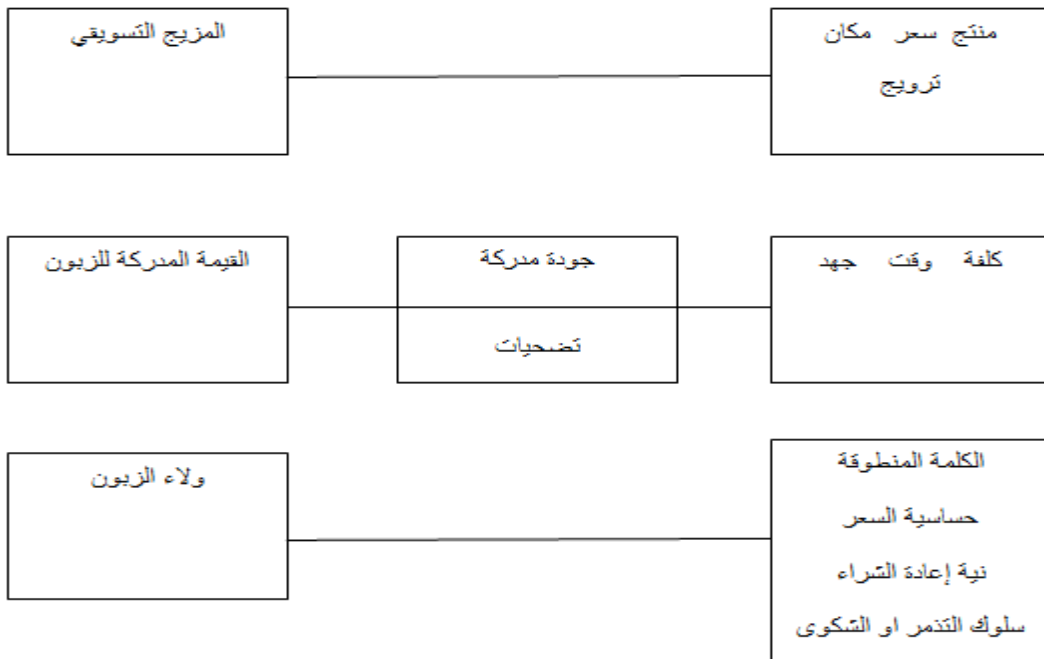 منتج سعر مكان
ترويج
المزيج التسويقي
كلفة وقت جهد
جودة مدركة
تضحيات
القيمة المدركة للزبون
الكلمة المنطوقة
حساسية السعر
نية إعادة الشراء
سلوك التذمر او الشكوى
ولاء الزبون